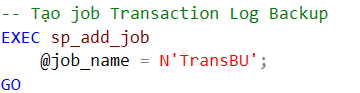 -- Tạo job Transaction Log Backup
EXEC sp_add_job
@job_name = N'TransBU';
GO